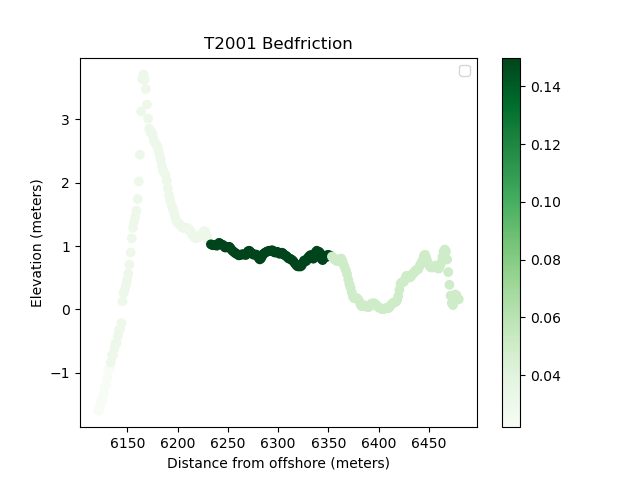 T2001 Bedfriction
Elevation (meters)
3
2
1
0
−1
6150 6200 6250 6300 6350 6400 6450
Distance from offshore (meters)
0.14
0.12
0.10
0.08
0.06
0.04